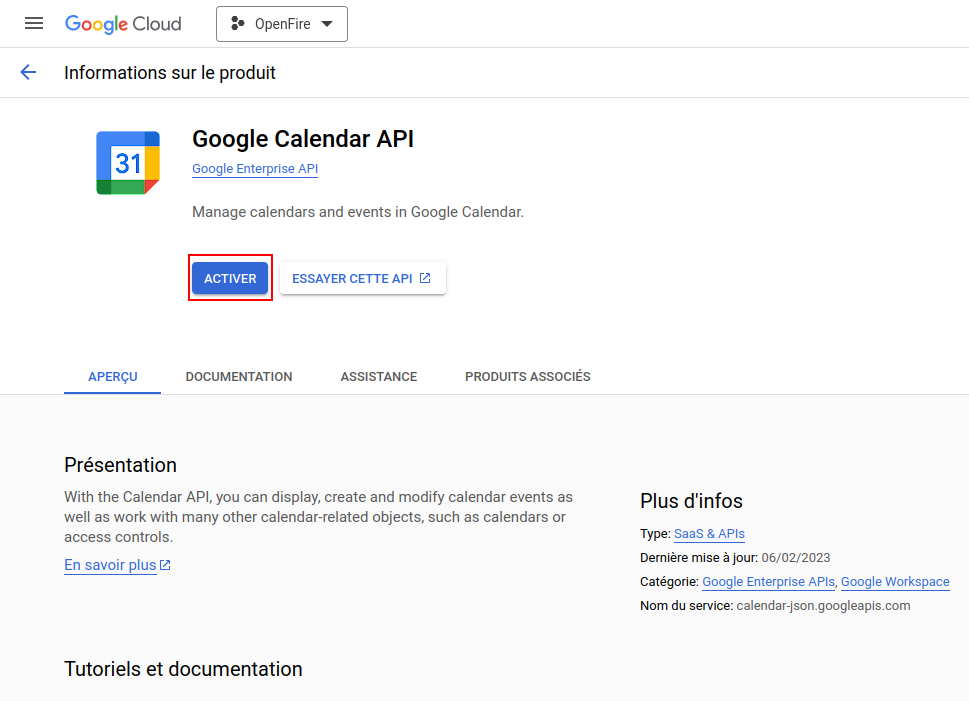 Google Cloud
OpenFire
Informations sur le produit
31
Google Calendar API
Google Enterprise API
Manage calendars and events in Google Calendar.
ACTIVER
ESSAYER CETTE API
APERÇU
DOCUMENTATION
ASSISTANCE
PRODUITS ASSOCIÉS
Présentation
With the Calendar API, you can display, create and modify calendar events as
well as work with many other calendar-related objects, such as calendars or
access controls.
En savoir plus
Plus d'infos
Type: SaaS & APIs
Dernière mise à jour: 06/02/2023
Catégorie: Google Enterprise APIs, Google Workspace
Nom du service: calendar-json.googleapis.com
Tutoriels et documentation